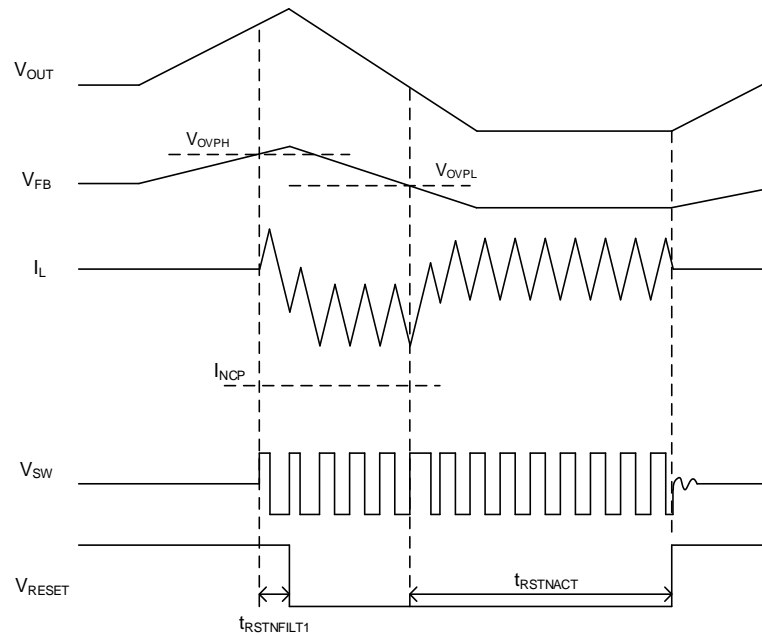 VOUT
VOVPH
VFB
VOVPL
IL
INCP
VSW
VRESET
tRSTNACT
tRSTNFILT1